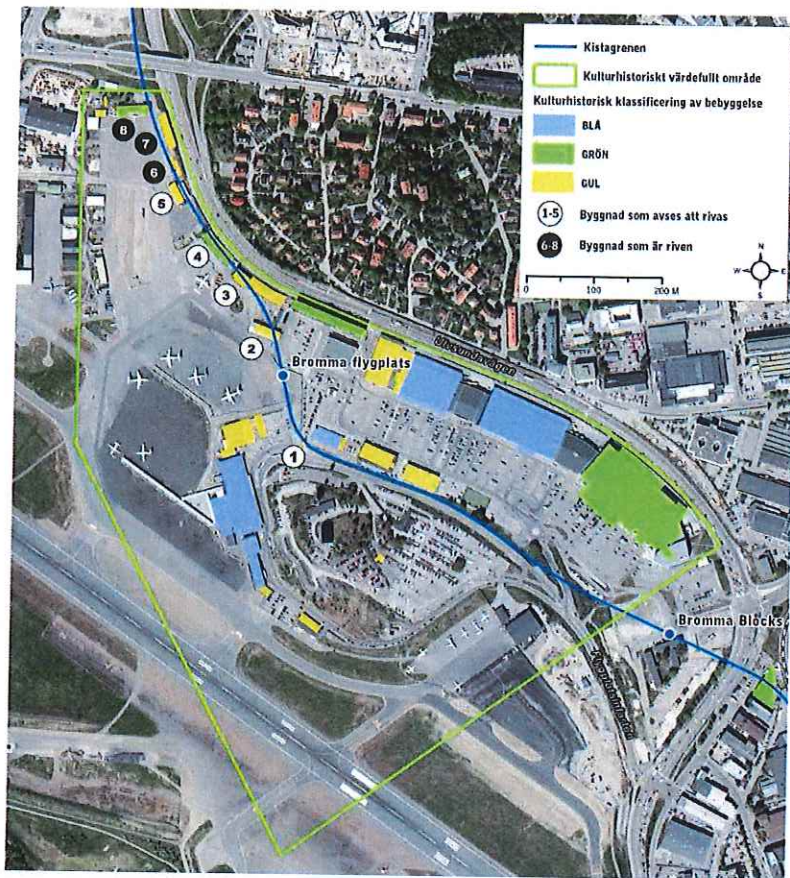 Kistagrenen
Kulturhistoriskt värdefullt område
Kulturhistorisk klassificering av bebyggelse
BLÅ
GRÖN
GUL
1-5 Byggnad som avses att rivas
6-8 Byggnad som är riven
N
W E
S
0 100 200 M
8
7
6
5
4
3
2
Ulvsundavägen
Bromma flygplats
1
Bromma Blocks
Flygplatsinfarten